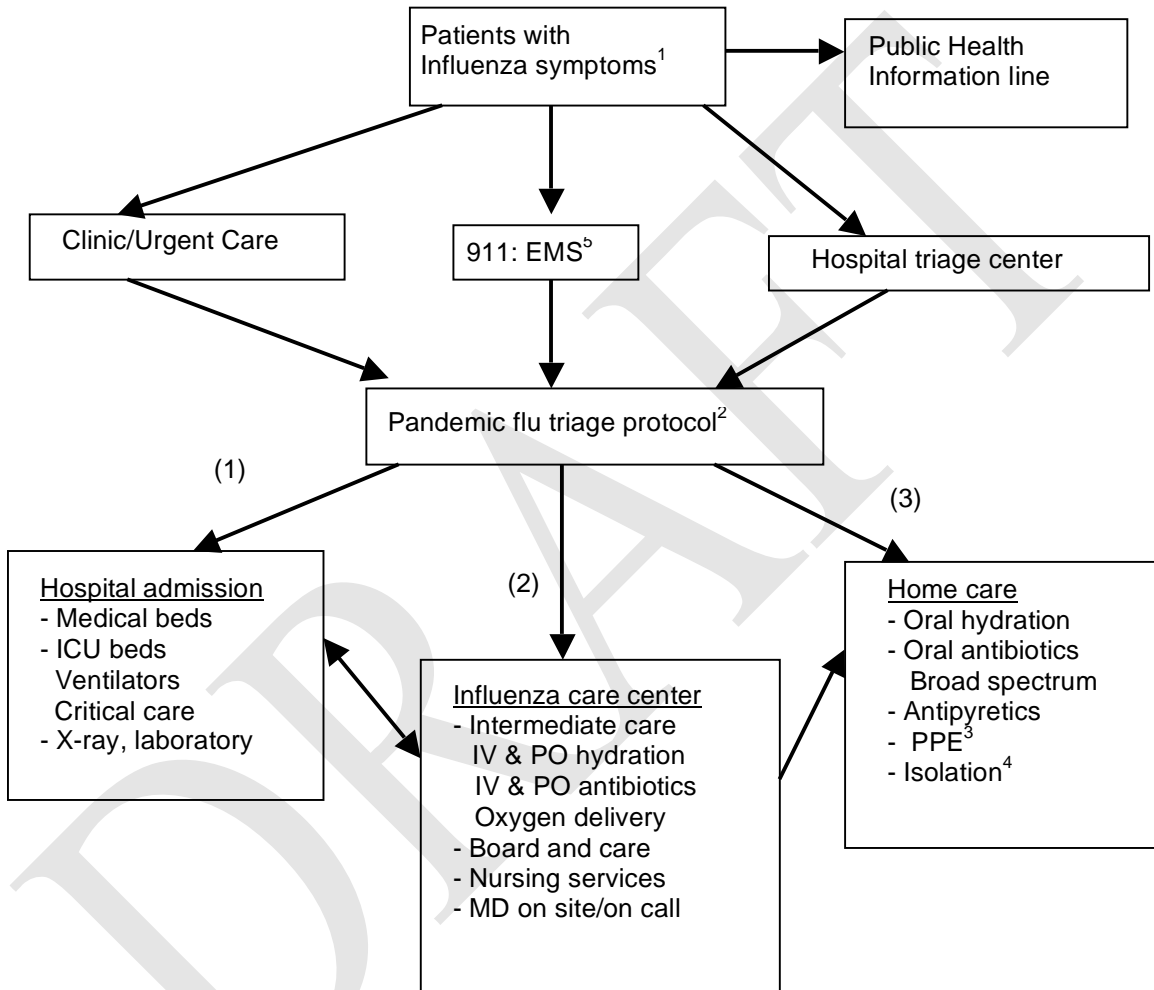 Patients with
Influenza symptoms¹
Public Health
Information line
Clinic/Urgent Care
911: EMS⁵
Hospital triage center
Pandemic flu triage protocol²
(1)
(2)
(3)
Hospital admission
- Medical beds
- ICU beds
Ventilators
Critical care
- X-ray, laboratory
Influenza care center
- Intermediate care
IV & PO hydration
IV & PO antibiotics
Oxygen delivery
- Board and care
- Nursing services
- MD on site/on call
Home care
- Oral hydration
- Oral antibiotics
Broad spectrum
- Antipyretics
- PPE³
- Isolation⁴
DRAFT